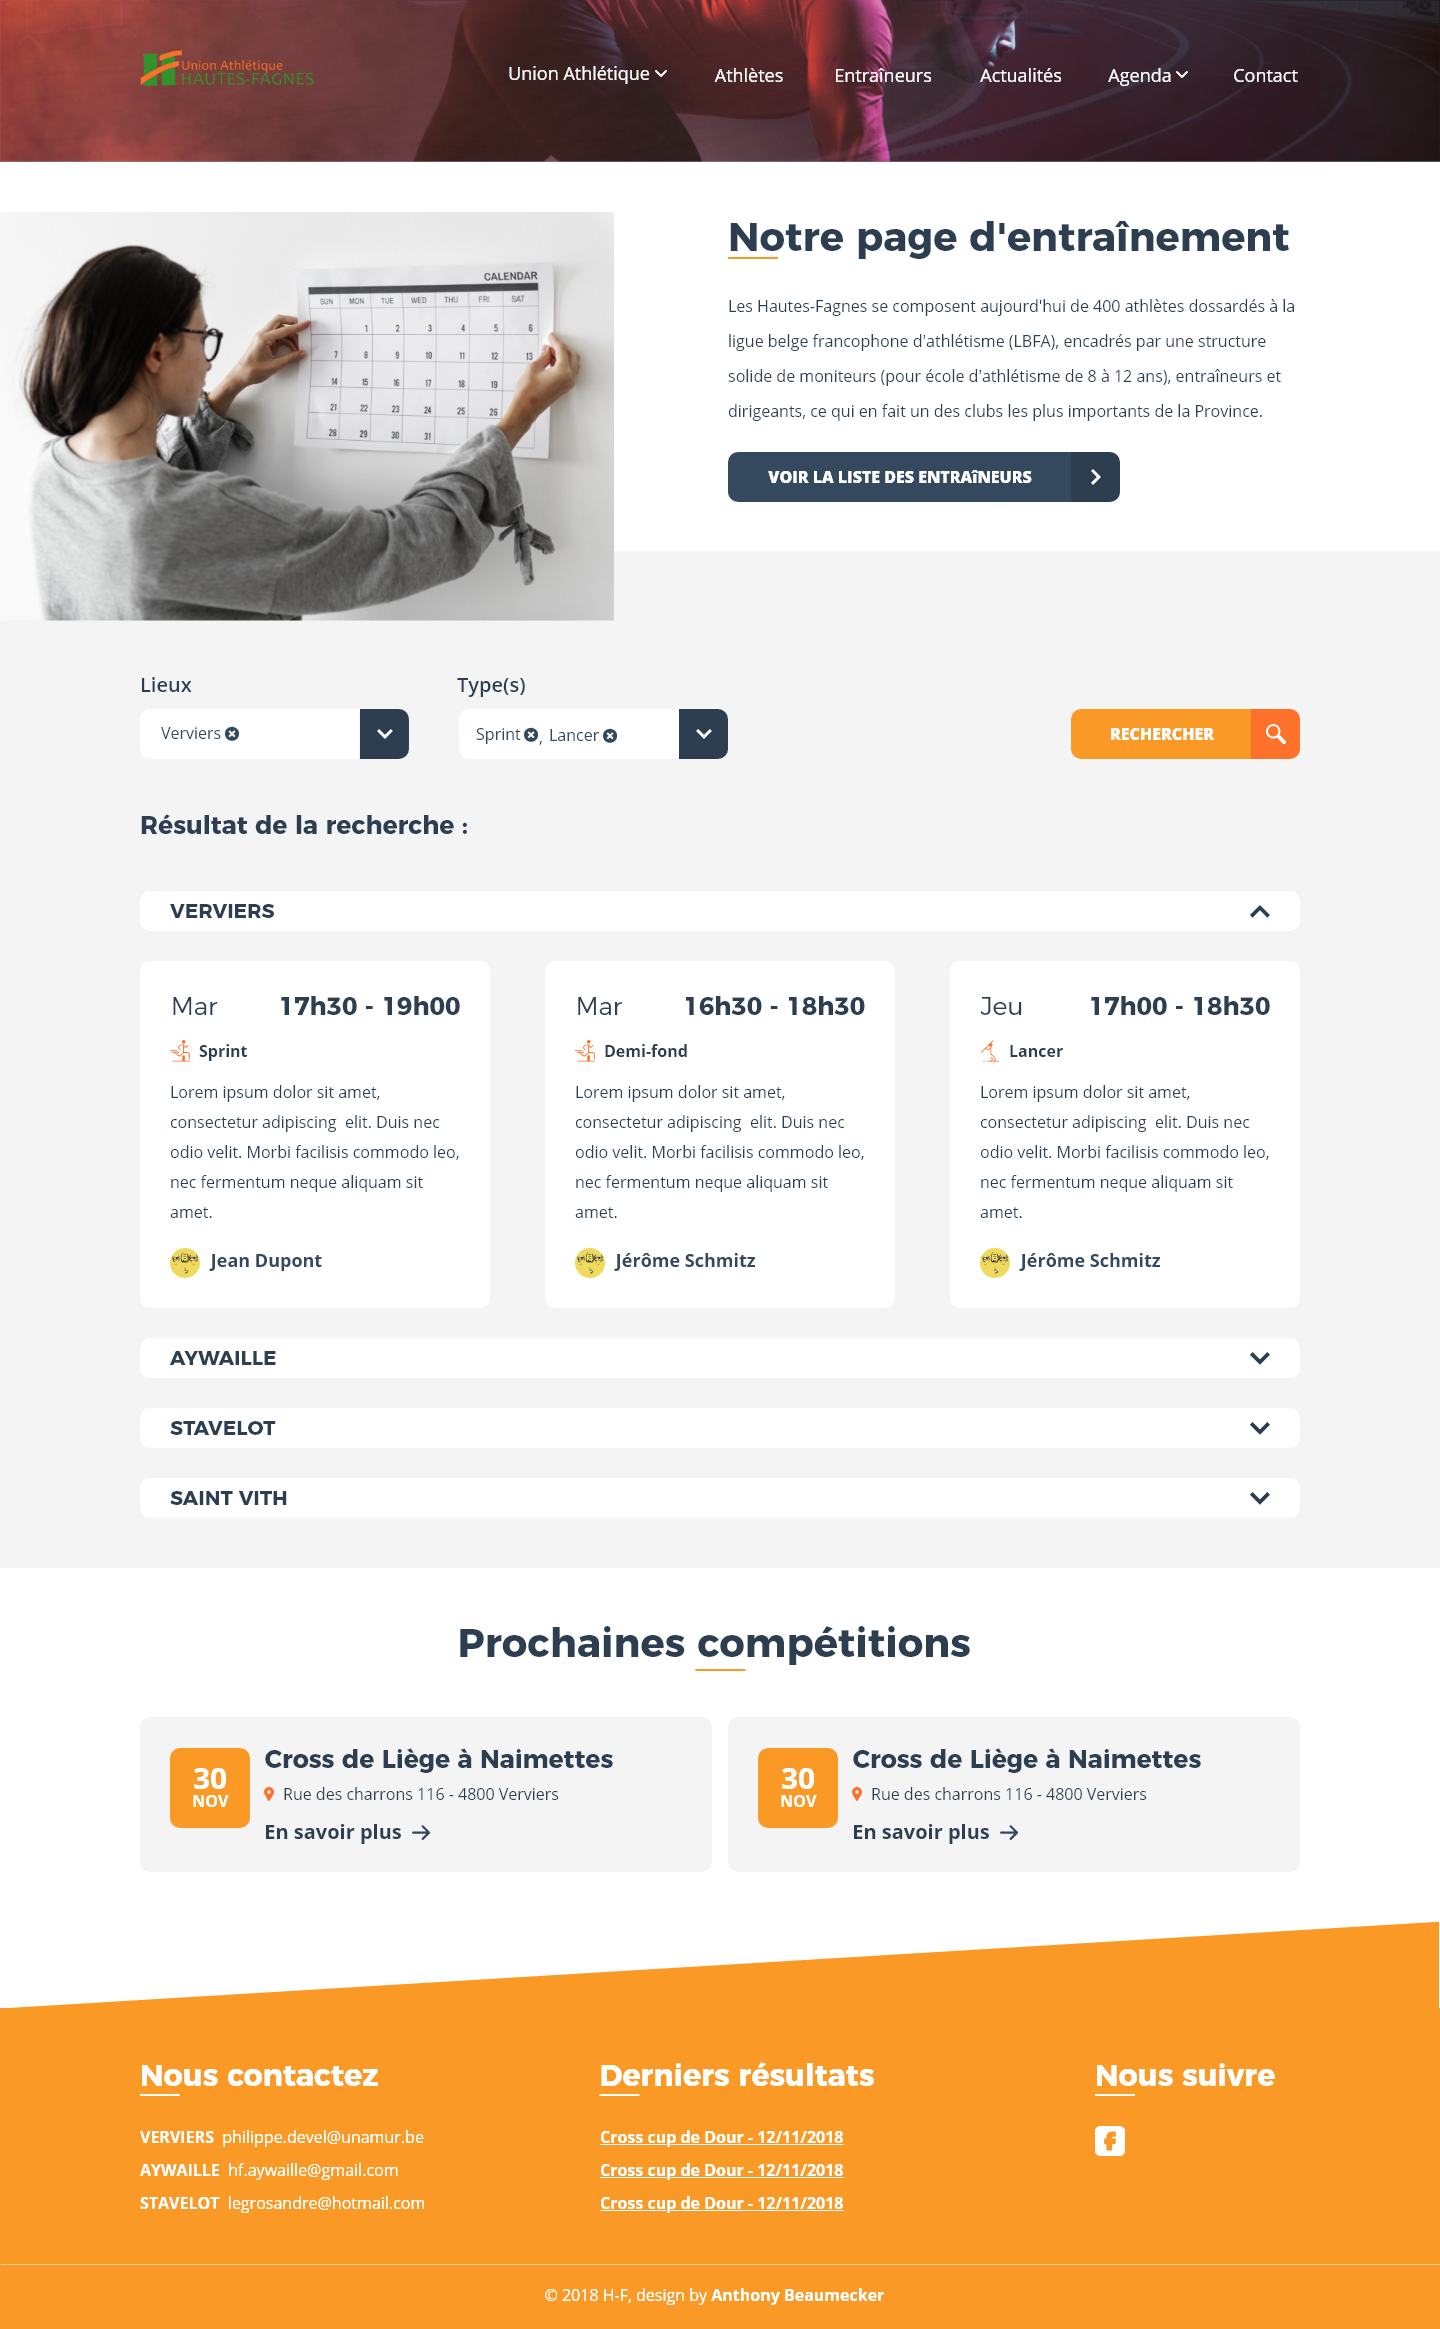 Union Athlétique
HAUTES-FAGNES
Union Athlétique
Athlètes
Entraîneurs
Actualités
Agenda
Contact
CALENDAR
SUN MON TUE WED THU FRI SAT
1 2 3 4 5 6
7 8 9 10 11 12 13
14 15 16 17 18 19
21 22 23 24 25 26
28 29 30 31
Notre page d'entraînement
Les Hautes-Fagnes se composent aujourd'hui de 400 athlètes dossardés à la
ligue belge francophone d'athlétisme (LBFA), encadrés par une structure
solide de moniteurs (pour école d'athlétisme de 8 à 12 ans), entraîneurs et
dirigeants, ce qui en fait un des clubs les plus importants de la Province.
VOIR LA LISTE DES ENTRAîNEURS
Lieux
Type(s)
Verviers
Sprint , Lancer
RECHERCHER
Résultat de la recherche :
VERVIERS
Mar 17h30 - 19h00
Sprint
Lorem ipsum dolor sit amet,
consectetur adipiscing  elit. Duis nec
odio velit. Morbi facilisis commodo leo,
nec fermentum neque aliquam sit
amet.
Jean Dupont
Mar 16h30 - 18h30
Demi-fond
Lorem ipsum dolor sit amet,
consectetur adipiscing  elit. Duis nec
odio velit. Morbi facilisis commodo leo,
nec fermentum neque aliquam sit
amet.
Jérôme Schmitz
Jeu 17h00 - 18h30
Lancer
Lorem ipsum dolor sit amet,
consectetur adipiscing  elit. Duis nec
odio velit. Morbi facilisis commodo leo,
nec fermentum neque aliquam sit
amet.
Jérôme Schmitz
AYWAILLE
STAVELOT
SAINT VITH
Prochaines compétitions
30
NOV
Cross de Liège à Naimettes
Rue des charrons 116 - 4800 Verviers
En savoir plus
30
NOV
Cross de Liège à Naimettes
Rue des charrons 116 - 4800 Verviers
En savoir plus
Nous contactez
VERVIERS philippe.devel@unamur.be
AYWAILLE hf.aywaille@gmail.com
STAVELOT legrosandre@hotmail.com
Derniers résultats
Cross cup de Dour - 12/11/2018
Cross cup de Dour - 12/11/2018
Cross cup de Dour - 12/11/2018
Nous suivre
© 2018 H-F, design by Anthony Beaumecker